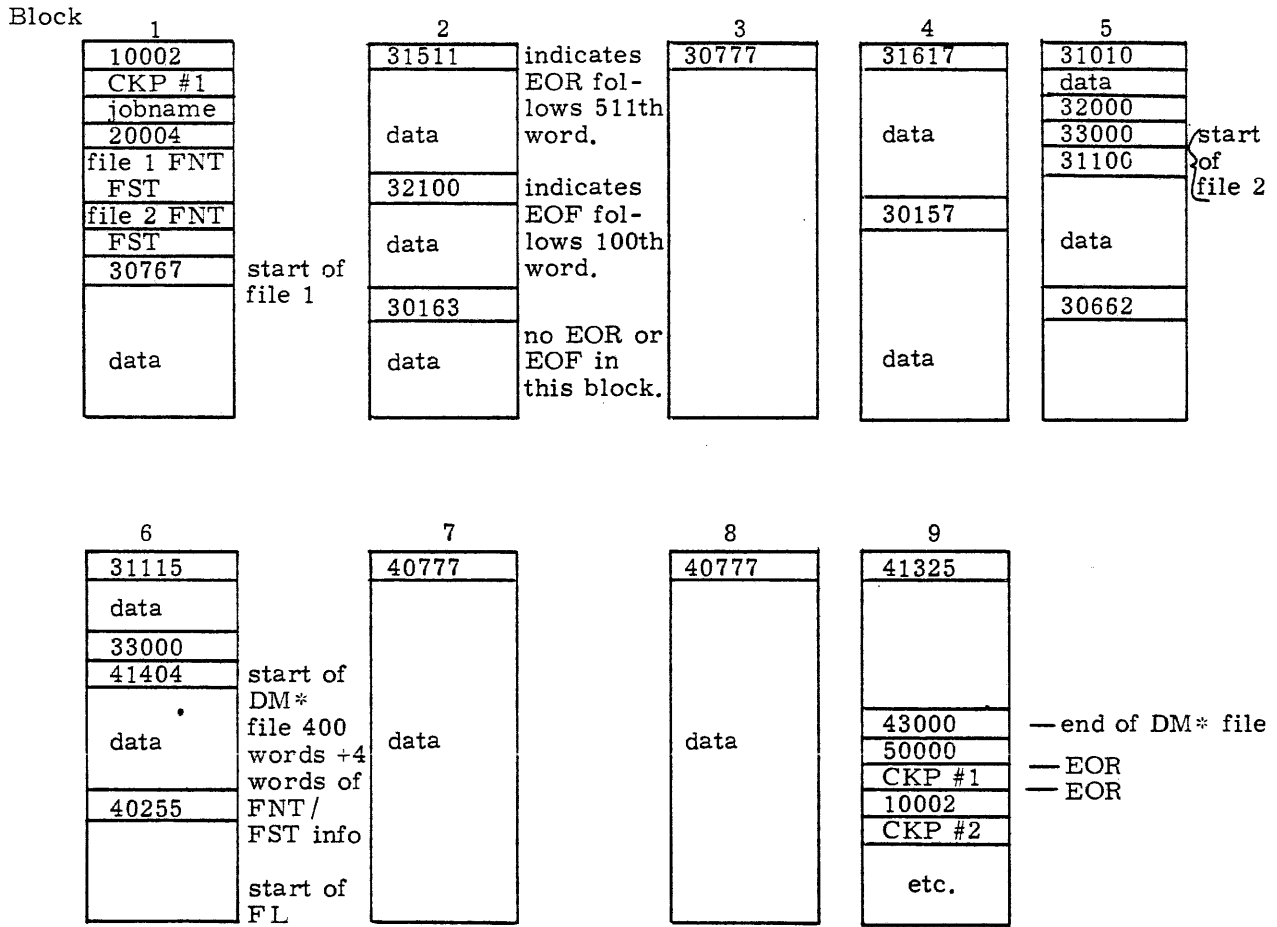 Block
1
10002
CKP #1
jobname
20004
file 1 FNT
FST
file 2 FNT
FST
30767
start of
file 1
data
2
31511
indicates
EOR fol-
lows 511th
word.
data
32100
indicates
EOF fol-
lows 100th
word.
data
30163
no EOR or
EOF in
this block.
data
3
30777
4
31617
data
30157
data
5
31010
data
32000
33000
31100
start
of
file 2
data
30662
6
31115
data
33000
41404
start of
DM*
file 400
words +4
words of
FNT/
FST info
data
40255
start of
FL
7
40777
data
8
40777
data
9
41325
43000
— end of DM* file
50000
— EOR
CKP #1
— EOR
10002
CKP #2
etc.